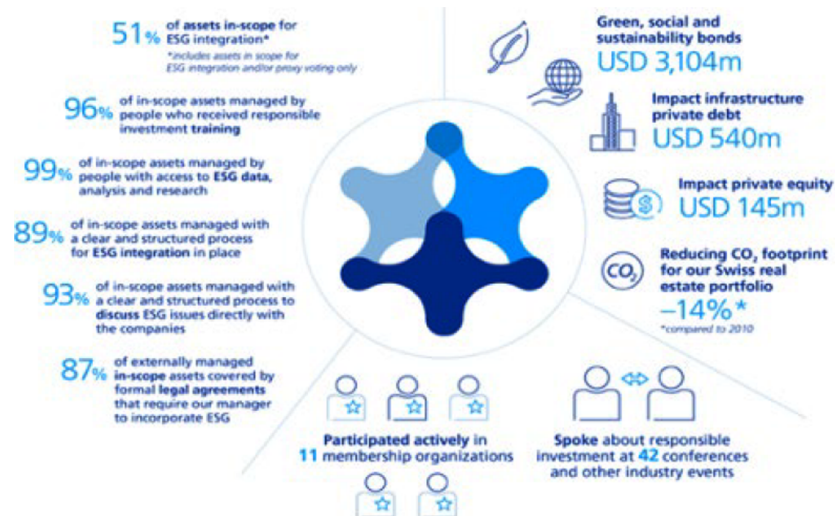 51% of assets in-scope for
ESG integration*
*includes assets in scope for
ESG integration and/or proxy voting only
96% of in-scope assets managed by
people who received responsible
investment training
99% of in-scope assets managed by
people with access to ESG data,
analysis and research
89% of in-scope assets managed with
a clear and structured process
for ESG integration in place
93% of in-scope assets managed with
a clear and structured process to
discuss ESG issues directly with
the companies
87% of externally managed
in-scope assets covered by
formal legal agreements
that require our manager
to incorporate ESG
Green, social and
sustainability bonds
USD 3,104m
Impact infrastructure
private debt
USD 540m
$
Impact private equity
USD 145m
CO₂
Reducing CO₂ footprint
for our Swiss real
estate portfolio
–14%*
*compared to 2010
Participated actively in
11 membership organizations
Spoke about responsible
investment at 42 conferences
and other industry events